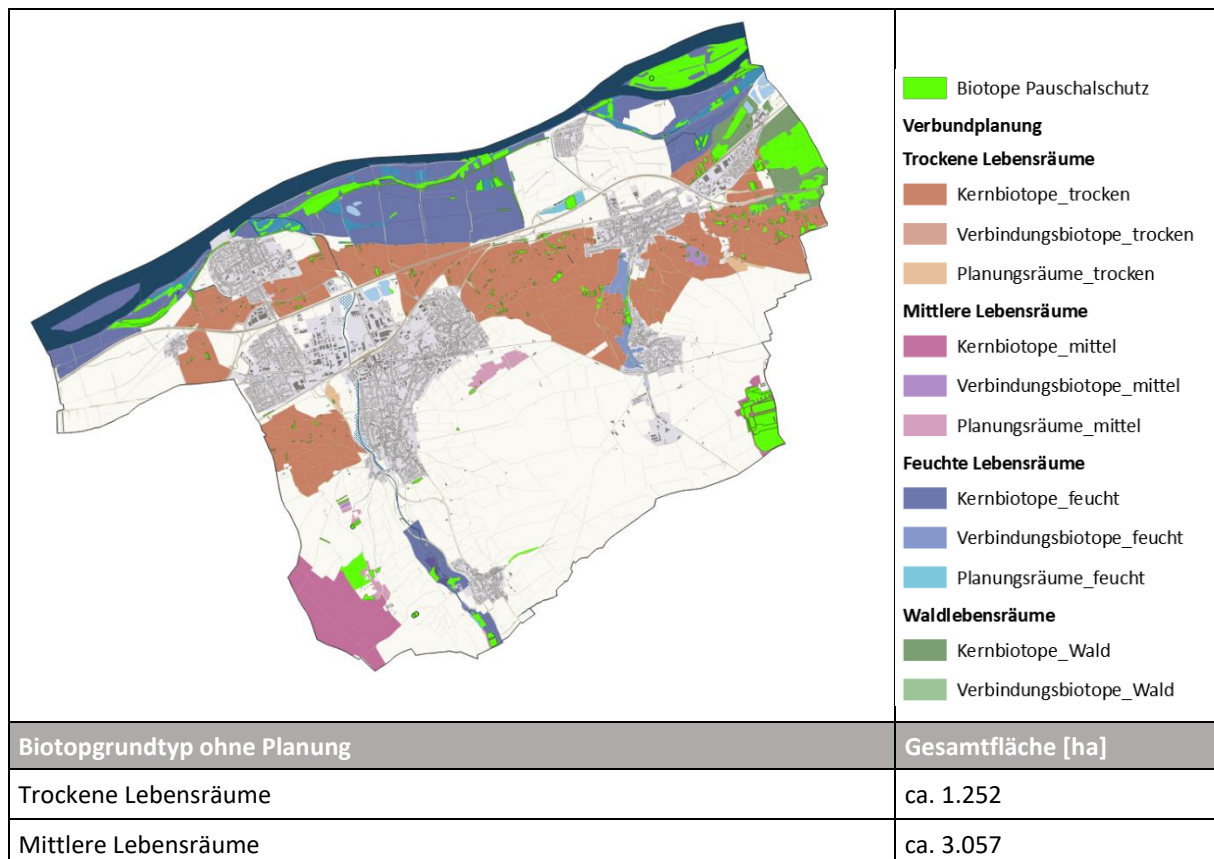 Biotope Pauschalschutz
Verbundplanung
Trockene Lebensräume
Kernbiotope_trocken
Verbindungsbiotope_trocken
Planungsräume_trocken
Mittlere Lebensräume
Kernbiotope_mittel
Verbindungsbiotope_mittel
Planungsräume_mittel
Feuchte Lebensräume
Kernbiotope_feucht
Verbindungsbiotope_feucht
Planungsräume_feucht
Waldlebensräume
Kernbiotope_Wald
Verbindungsbiotope_Wald
Biotopgrundtyp ohne Planung Gesamtfläche [ha]
Trockene Lebensräume ca. 1.252
Mittlere Lebensräume ca. 3.057